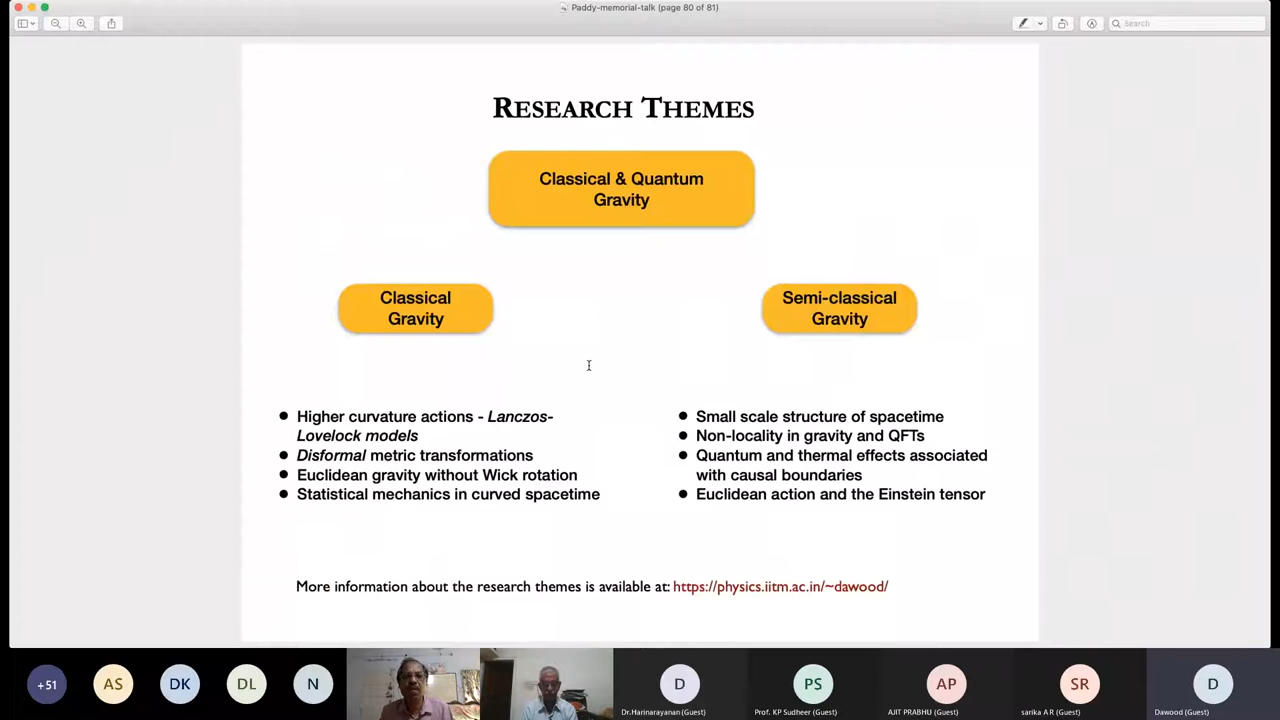 Paddy-memorial-talk (page 80 of 81)
Search
RESEARCH THEMES
Classical & Quantum
Gravity
Classical
Gravity
Semi-classical
Gravity
● Higher curvature actions - Lanczos-
Lovelock models
● Disformal metric transformations
● Euclidean gravity without Wick rotation
● Statistical mechanics in curved spacetime
● Small scale structure of spacetime
● Non-locality in gravity and QFTs
● Quantum and thermal effects associated
with causal boundaries
● Euclidean action and the Einstein tensor
More information about the research themes is available at: https://physics.iitm.ac.in/~dawood/
+51
AS
DK
DL
N
D
PS
AP
SR
D
Dr.Harinarayanan (Guest)
Prof. KP Sudheer (Guest)
AJIT PRABHU (Guest)
sarika A R (Guest)
Dawood (Guest)